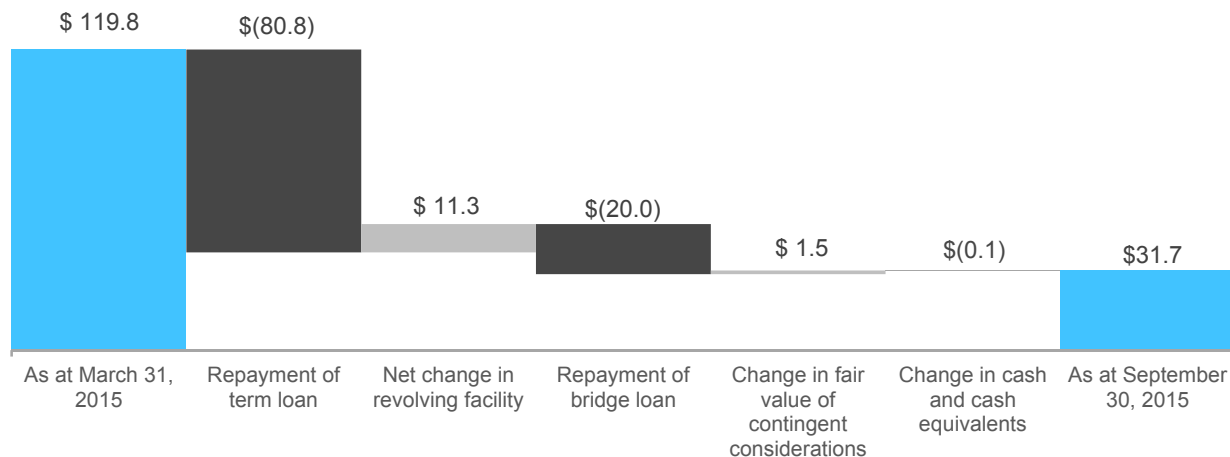 $ 119.8
$(80.8)
$ 11.3
$(20.0)
$ 1.5
$(0.1)
$31.7
As at March 31,
2015
Repayment of
term loan
Net change in
revolving facility
Repayment of
bridge loan
Change in fair
value of
contingent
considerations
Change in cash
and cash
equivalents
As at September
30, 2015